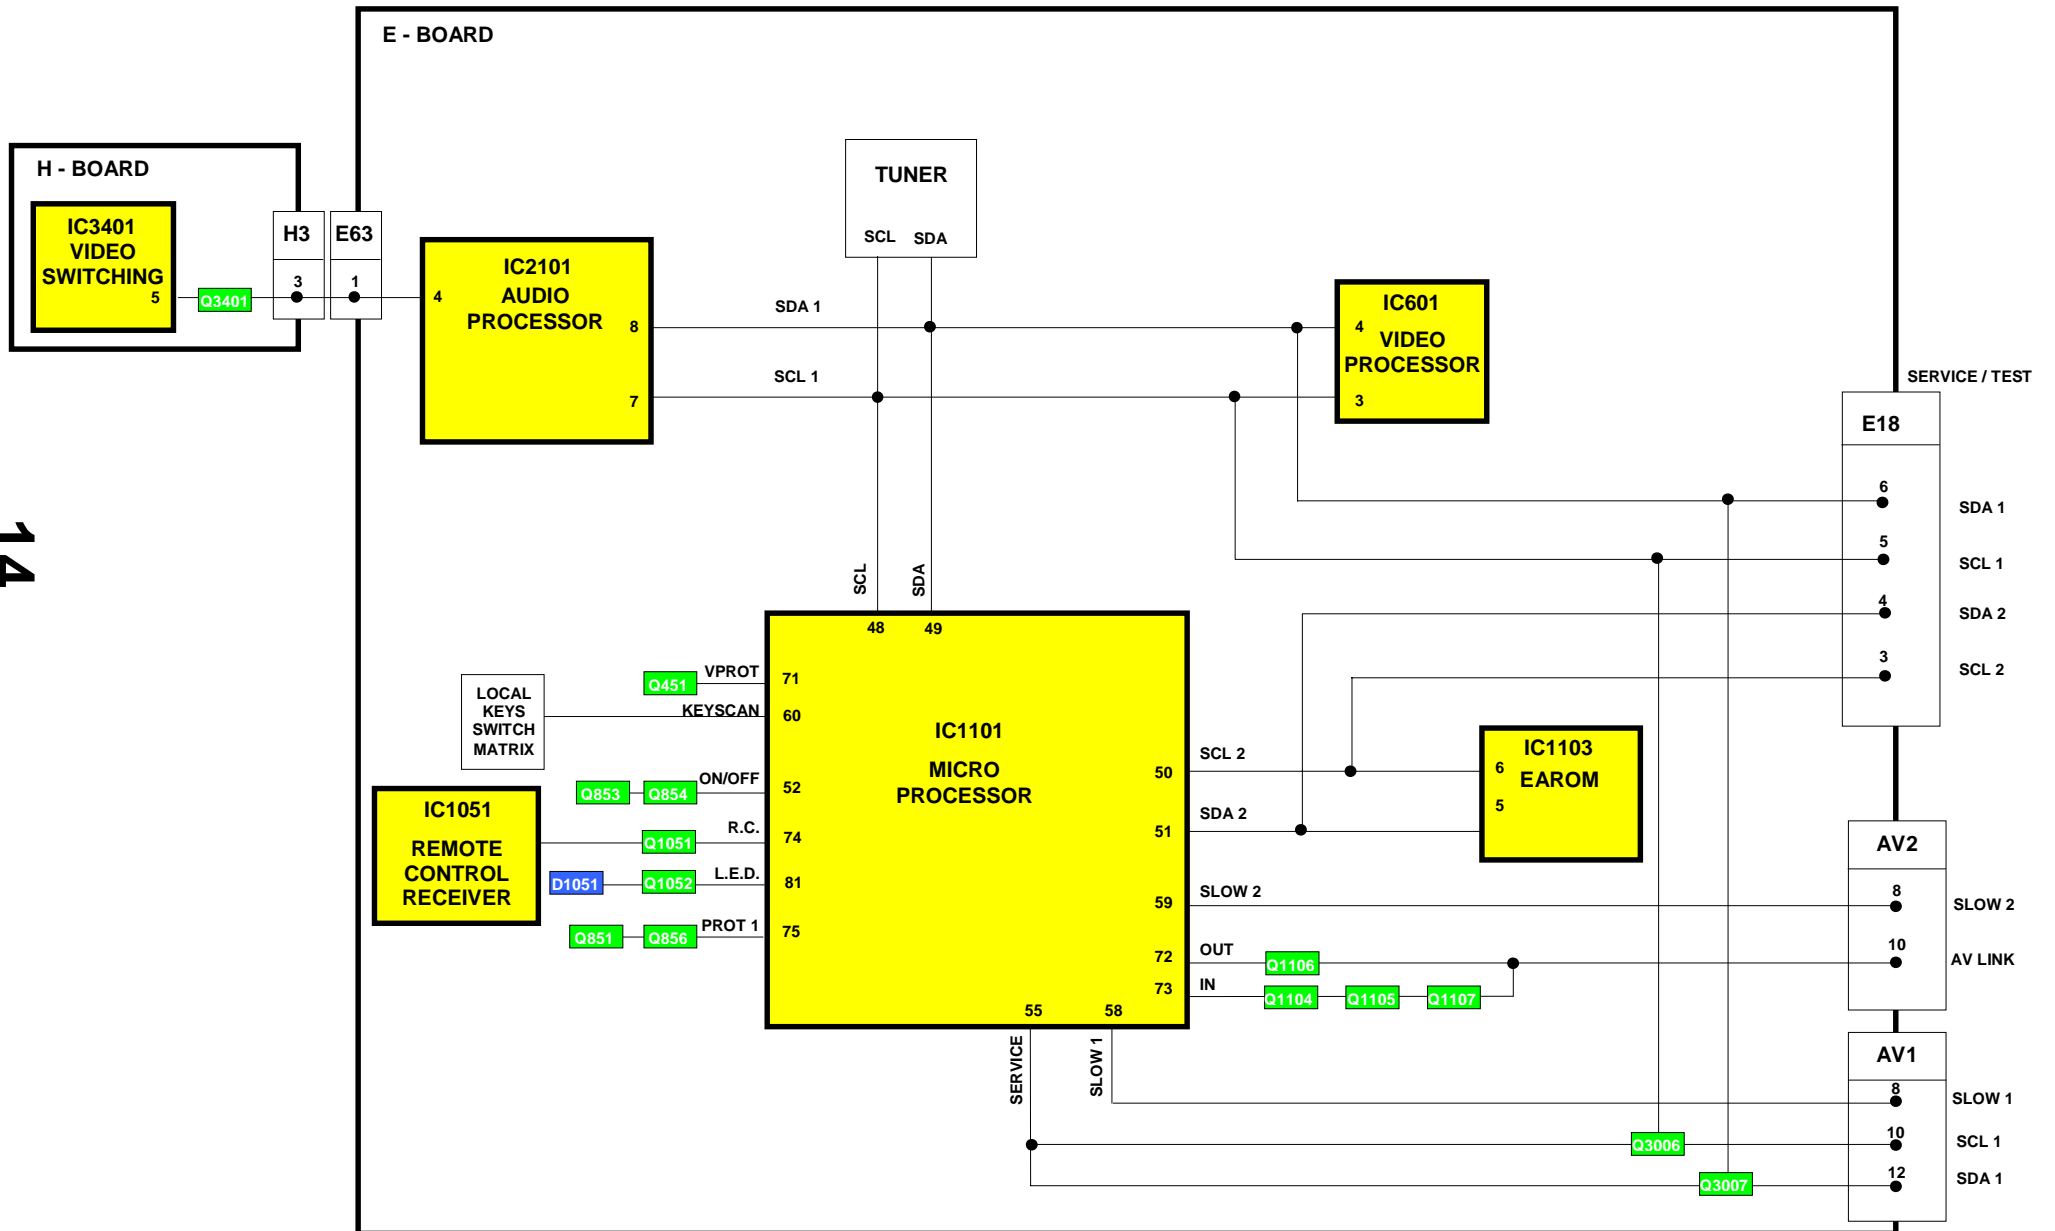 E - BOARD
H - BOARD
IC3401
VIDEO
SWITCHING
5
Q3401
H3
3
E63
1
IC2101
AUDIO
PROCESSOR
4
8
7
TUNER
SCL SDA
SDA 1
SCL 1
IC601
VIDEO
PROCESSOR
4
3
SERVICE / TEST
E18
6
SDA 1
5
SCL 1
4
SDA 2
3
SCL 2
14
SCL
SDA
48 49
IC1101
MICRO
PROCESSOR
Q451 VPROT 71
LOCAL
KEYS
SWITCH
MATRIX
KEYSCAN 60
Q853 Q854 ON/OFF 52
IC1051
REMOTE
CONTROL
RECEIVER
Q1051 R.C. 74
D1051 Q1052 L.E.D. 81
Q851 Q856 PROT 1 75
50 SCL 2
51 SDA 2
IC1103
EAROM
6
5
59 SLOW 2
72 OUT Q1106
73 IN Q1104 Q1105 Q1107
AV2
8
SLOW 2
10
AV LINK
55 58
SERVICE
SLOW 1
AV1
8
SLOW 1
Q3006
10
SCL 1
Q3007
12
SDA 1